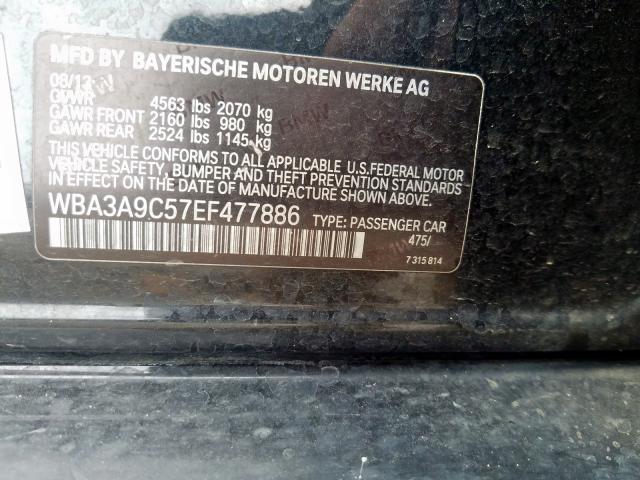 MFD BY BAYERISCHE MOTOREN WERKE AG
08/13
GVWR 4563 lbs 2070 kg
GAWR FRONT 2160 lbs 980 kg
GAWR REAR 2524 lbs 1145 kg
THIS VEHICLE CONFORMS TO ALL APPLICABLE U.S.FEDERAL MOTOR
VEHICLE SAFETY, BUMPER AND THEFT PREVENTION STANDARDS
IN EFFECT ON THE DATE OF MANUFACTURE SHOWN ABOVE.
WBA3A9C57EF477886 TYPE: PASSENGER CAR
475/
7 315 814